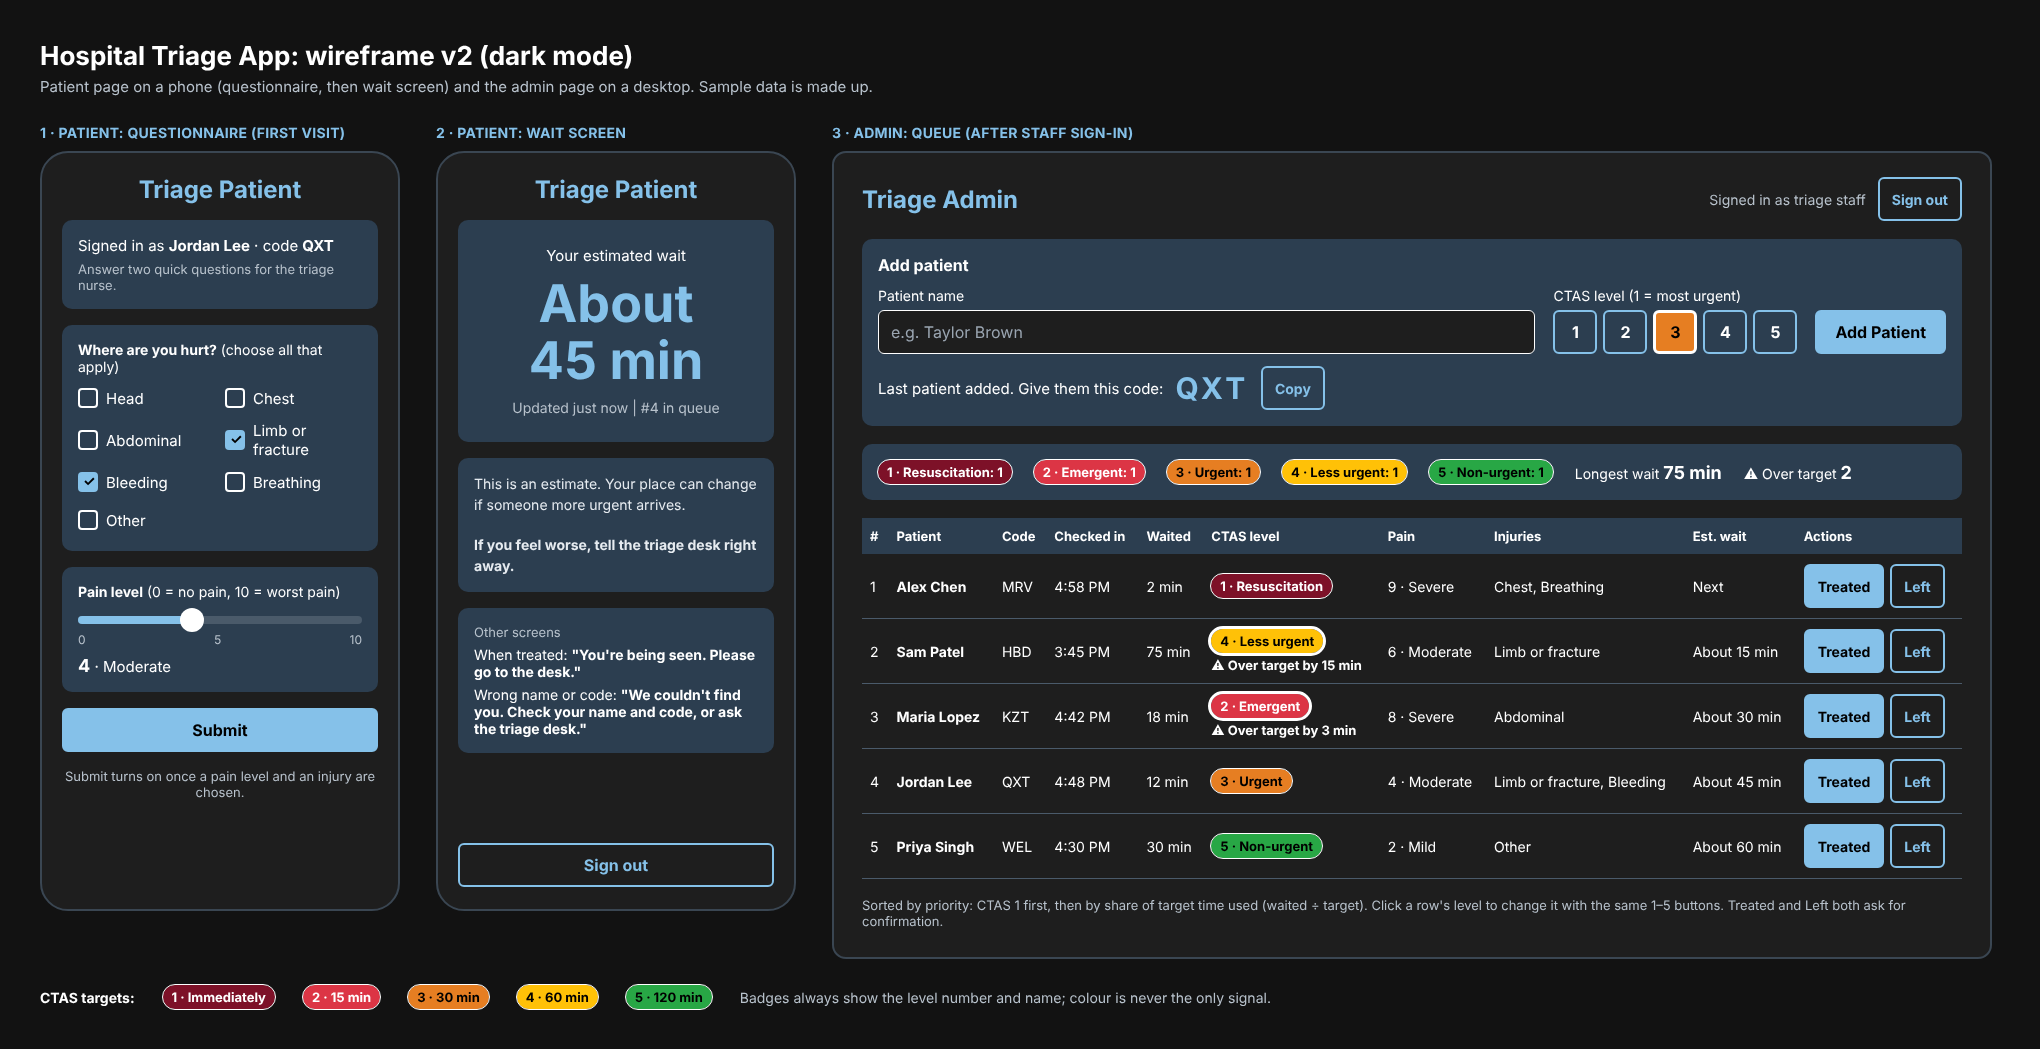 Hospital Triage App: wireframe v2 (dark mode)
Patient page on a phone (questionnaire, then wait screen) and the admin page on a desktop. Sample data is made up.
1 · PATIENT: QUESTIONNAIRE (FIRST VISIT)
Triage Patient
Signed in as Jordan Lee · code QXT
Answer two quick questions for the triage
nurse.
Where are you hurt? (choose all that
apply)
Head
Chest
Abdominal
Limb or
fracture
Bleeding
Breathing
Other
Pain level (0 = no pain, 10 = worst pain)
0 5 10
4 · Moderate
Submit
Submit turns on once a pain level and an injury are
chosen.
2 · PATIENT: WAIT SCREEN
Triage Patient
Your estimated wait
About
45 min
Updated just now | #4 in queue
This is an estimate. Your place can change
if someone more urgent arrives.
If you feel worse, tell the triage desk right
away.
Other screens
When treated: "You're being seen. Please
go to the desk."
Wrong name or code: "We couldn't find
you. Check your name and code, or ask
the triage desk."
Sign out
3 · ADMIN: QUEUE (AFTER STAFF SIGN-IN)
Triage Admin
Signed in as triage staff
Sign out
Add patient
Patient name
e.g. Taylor Brown
CTAS level (1 = most urgent)
1 2 3 4 5
Add Patient
Last patient added. Give them this code: QXT Copy
1 · Resuscitation: 1 2 · Emergent: 1 3 · Urgent: 1 4 · Less urgent: 1 5 · Non-urgent: 1 Longest wait 75 min ⚠ Over target 2
# Patient Code Checked in Waited CTAS level Pain Injuries Est. wait Actions
1 Alex Chen MRV 4:58 PM 2 min 1 · Resuscitation 9 · Severe Chest, Breathing Next Treated Left
2 Sam Patel HBD 3:45 PM 75 min 4 · Less urgent 6 · Moderate Limb or fracture About 15 min Treated Left
⚠ Over target by 15 min
3 Maria Lopez KZT 4:42 PM 18 min 2 · Emergent 8 · Severe Abdominal About 30 min Treated Left
⚠ Over target by 3 min
4 Jordan Lee QXT 4:48 PM 12 min 3 · Urgent 4 · Moderate Limb or fracture, Bleeding About 45 min Treated Left
5 Priya Singh WEL 4:30 PM 30 min 5 · Non-urgent 2 · Mild Other About 60 min Treated Left
Sorted by priority: CTAS 1 first, then by share of target time used (waited ÷ target). Click a row's level to change it with the same 1–5 buttons. Treated and Left both ask for
confirmation.
CTAS targets: 1 · Immediately 2 · 15 min 3 · 30 min 4 · 60 min 5 · 120 min Badges always show the level number and name; colour is never the only signal.